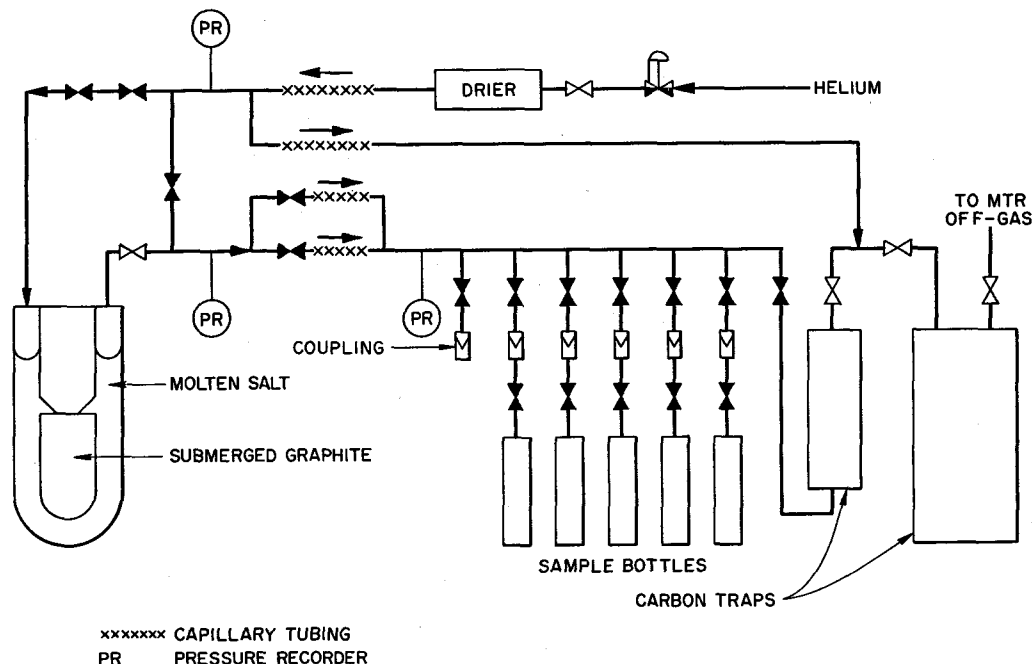 PR
DRIER
HELIUM
TO MTR
OFF-GAS
PR
PR
COUPLING
MOLTEN SALT
SUBMERGED GRAPHITE
SAMPLE BOTTLES
CARBON TRAPS
xxxxxxx CAPILLARY TUBING
PR PRESSURE RECORDER